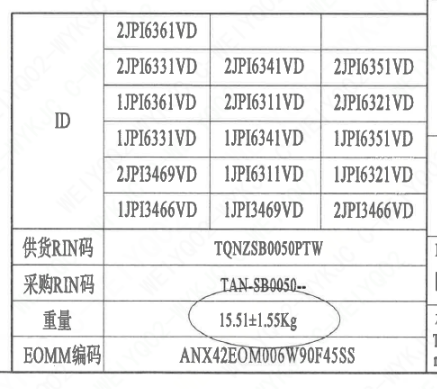 2JPI6361VD
2JPI6331VD 2JPI6341VD 2JPI6351VD
1JPI6361VD 2JPI6311VD 2JPI6321VD
ID 1JPI6331VD 1JPI6341VD 1JPI6351VD
2JPI3469VD 1JPI6311VD 1JPI6321VD
1JPI3466VD 1JPI3469VD 2JPI3466VD
供货RIN码 TQNZSB0050PTW
采购RIN码 TAN-SB0050--
重量 15.51±1.55Kg
EOMM编码 ANX42EOM006W90F45SS